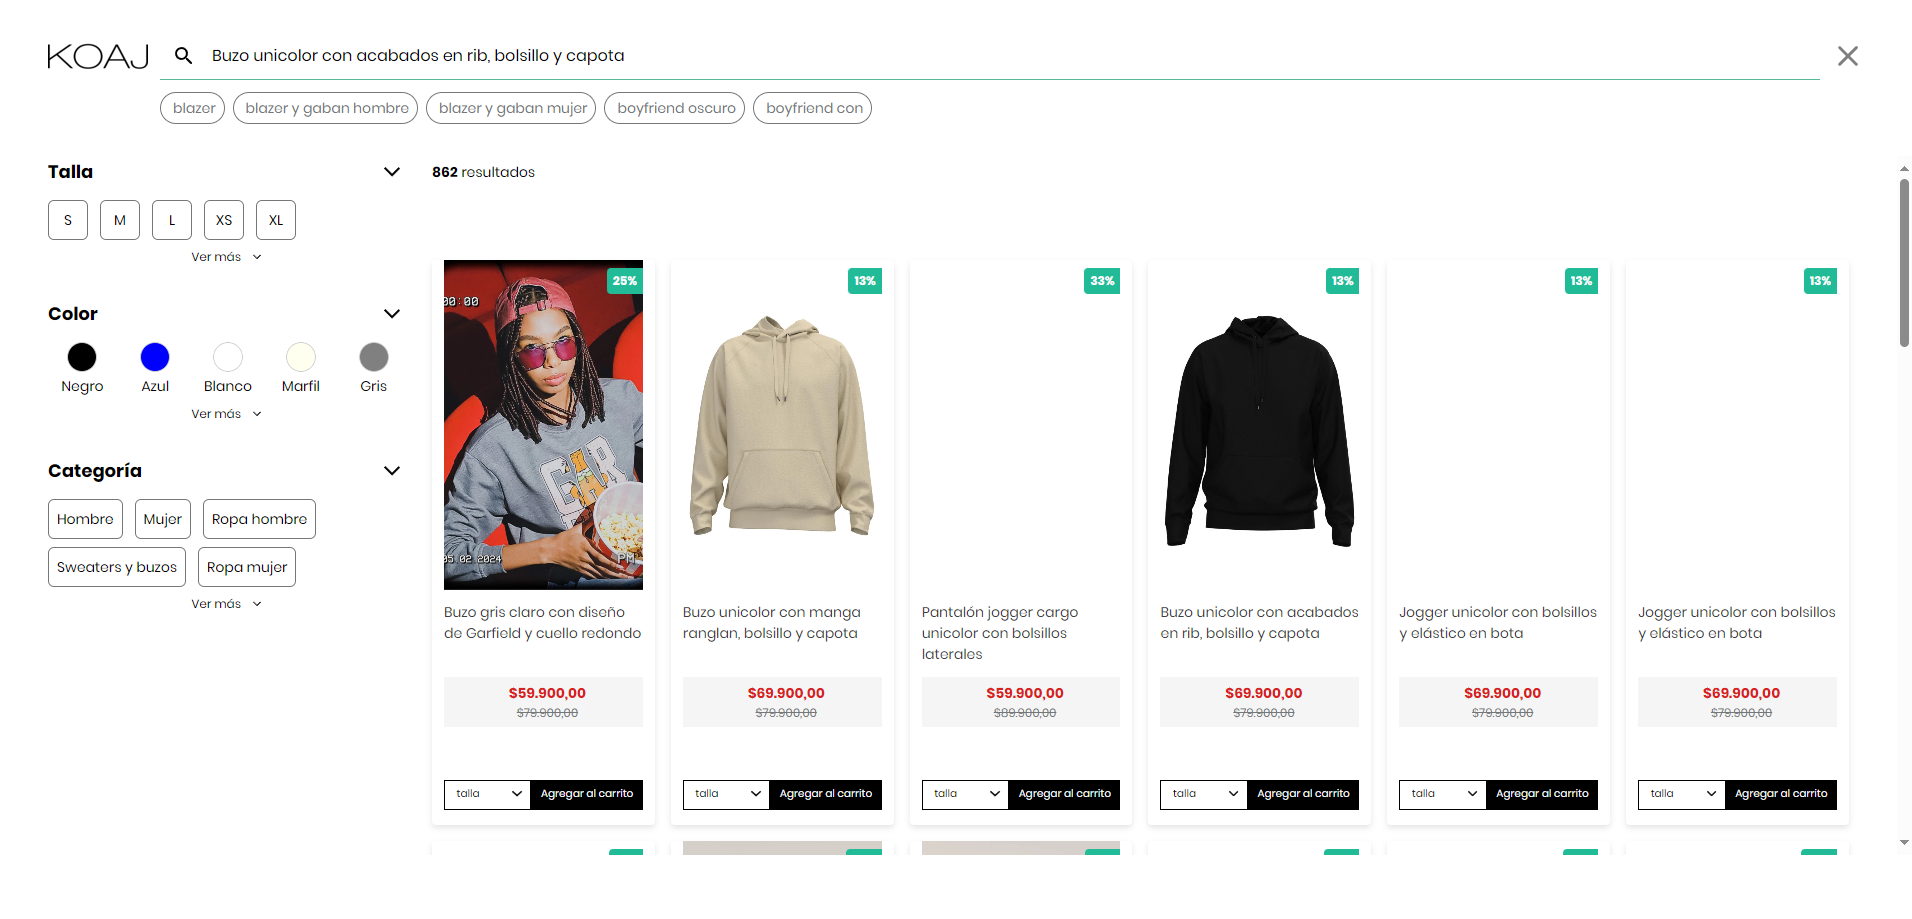 KOAJ
Buzo unicolor con acabados en rib, bolsillo y capota
blazer
blazer y gaban hombre
blazer y gaban mujer
boyfriend oscuro
boyfriend con
Talla
S
M
L
XS
XL
Ver más
Color
Negro
Azul
Blanco
Marfil
Gris
Ver más
Categoría
Hombre
Mujer
Ropa hombre
Sweaters y buzos
Ropa mujer
Ver más
862 resultados
25%
00:00
GAR
05 02 2024
PM
Buzo gris claro con diseño
de Garfield y cuello redondo
$59.900,00
$79.900,00
talla
Agregar al carrito
13%
Buzo unicolor con manga
ranglan, bolsillo y capota
$69.900,00
$79.900,00
talla
Agregar al carrito
33%
Pantalón jogger cargo
unicolor con bolsillos
laterales
$59.900,00
$89.900,00
talla
Agregar al carrito
13%
Buzo unicolor con acabados
en rib, bolsillo y capota
$69.900,00
$79.900,00
talla
Agregar al carrito
13%
Jogger unicolor con bolsillos
y elástico en bota
$69.900,00
$79.900,00
talla
Agregar al carrito
13%
Jogger unicolor con bolsillos
y elástico en bota
$69.900,00
$79.900,00
talla
Agregar al carrito